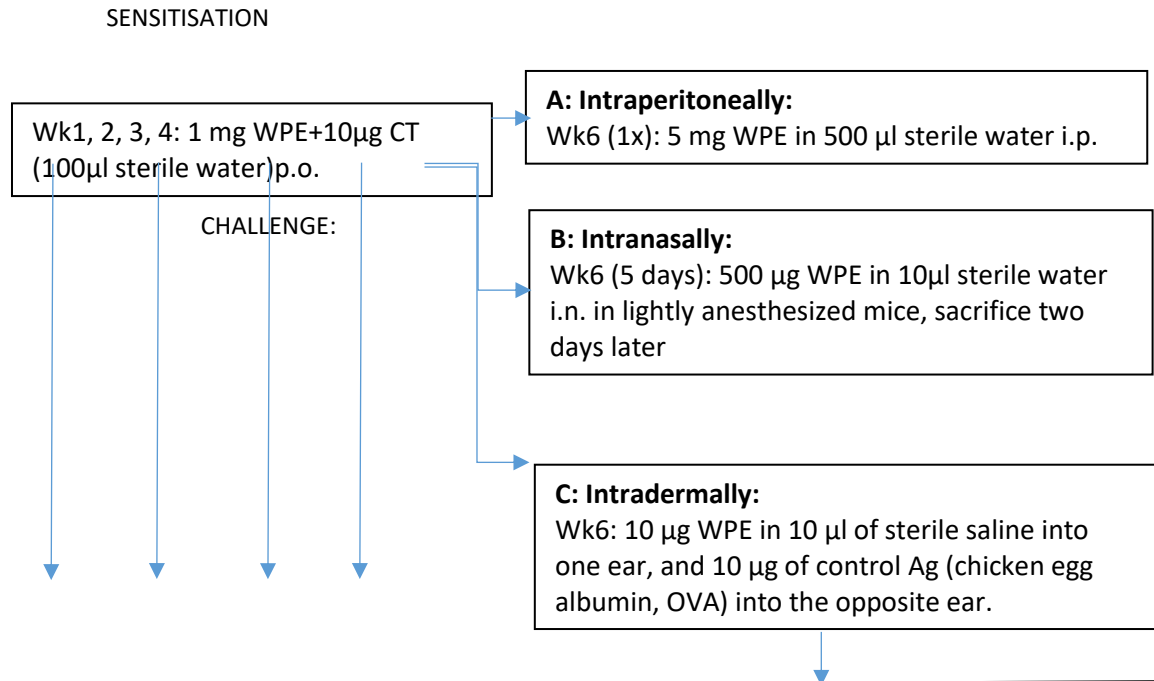 SENSITISATION
Wk1, 2, 3, 4: 1 mg WPE+10µg CT
(100µl sterile water)p.o.
CHALLENGE:
A: Intraperitoneally:
Wk6 (1x): 5 mg WPE in 500 µl sterile water i.p.
B: Intranasally:
Wk6 (5 days): 500 µg WPE in 10µl sterile water
i.n. in lightly anesthesized mice, sacrifice two
days later
C: Intradermally:
Wk6: 10 µg WPE in 10 µl of sterile saline into
one ear, and 10 µg of control Ag (chicken egg
albumin, OVA) into the opposite ear.